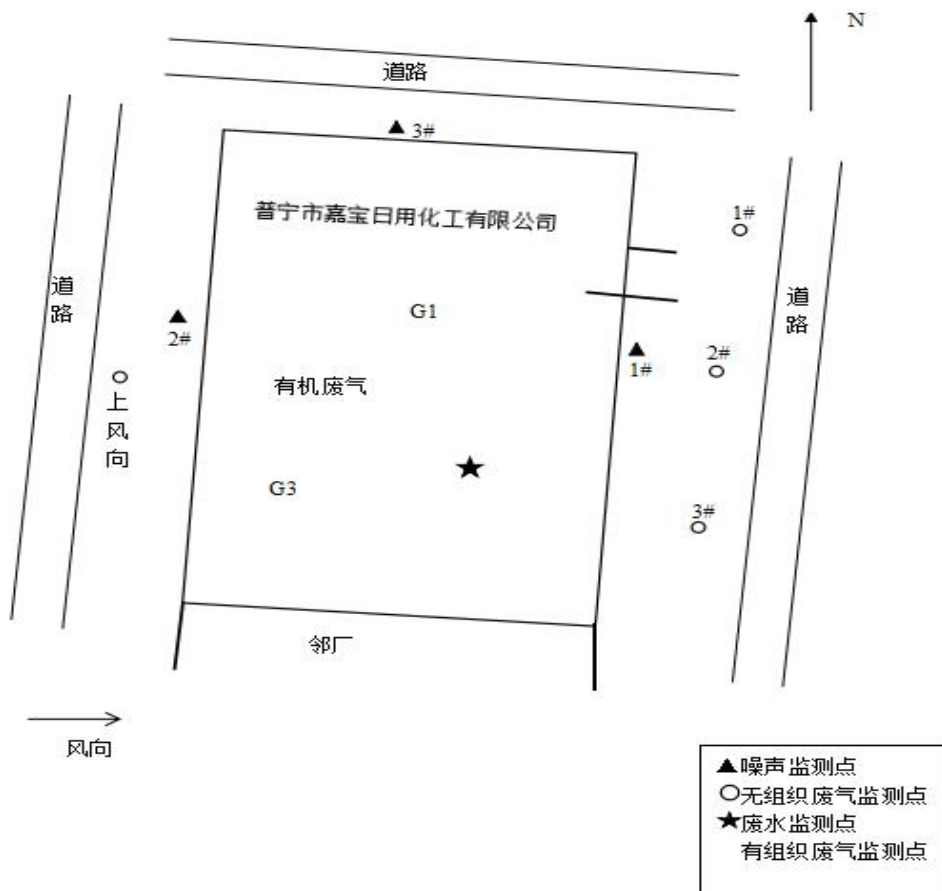 N
道路
3#
普宁市嘉宝日用化工有限公司
1#
道路
道路
G1
2#
1#
2#
有机废气
上风向
G3
3#
邻厂
风向
噪声监测点
无组织废气监测点
废水监测点
有组织废气监测点